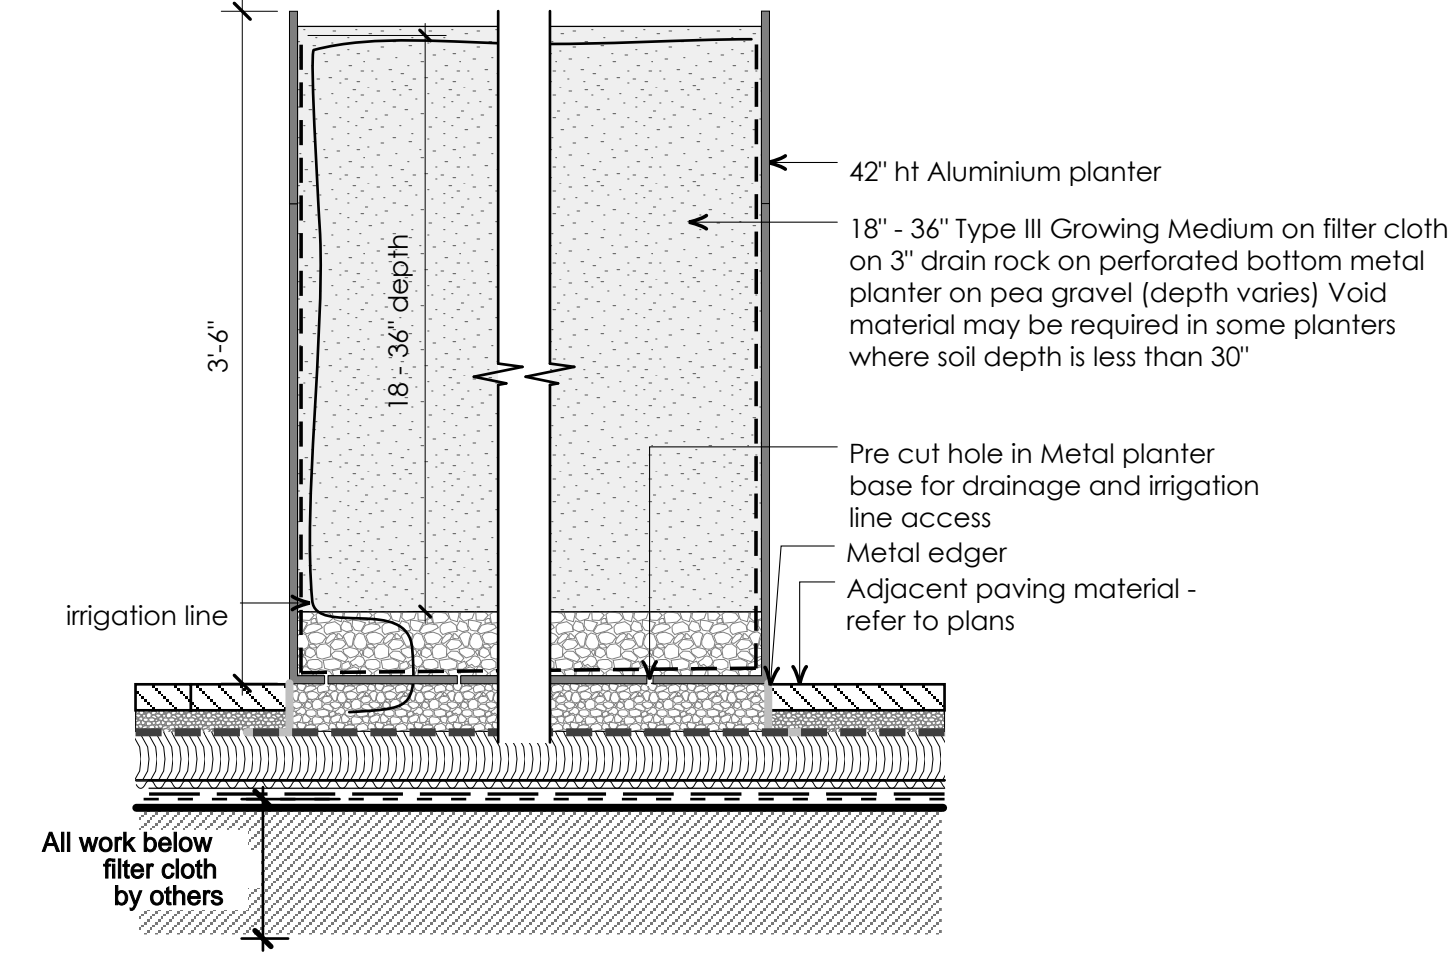 42" ht Aluminium planter
18" - 36" Type III Growing Medium on filter cloth
on 3" drain rock on perforated bottom metal
planter on pea gravel (depth varies) Void
material may be required in some planters
where soil depth is less than 30"
3'-6"
18 - 36" depth
Pre cut hole in Metal planter
base for drainage and irrigation
line access
Metal edger
Adjacent paving material -
refer to plans
irrigation line
All work below
filter cloth
by others